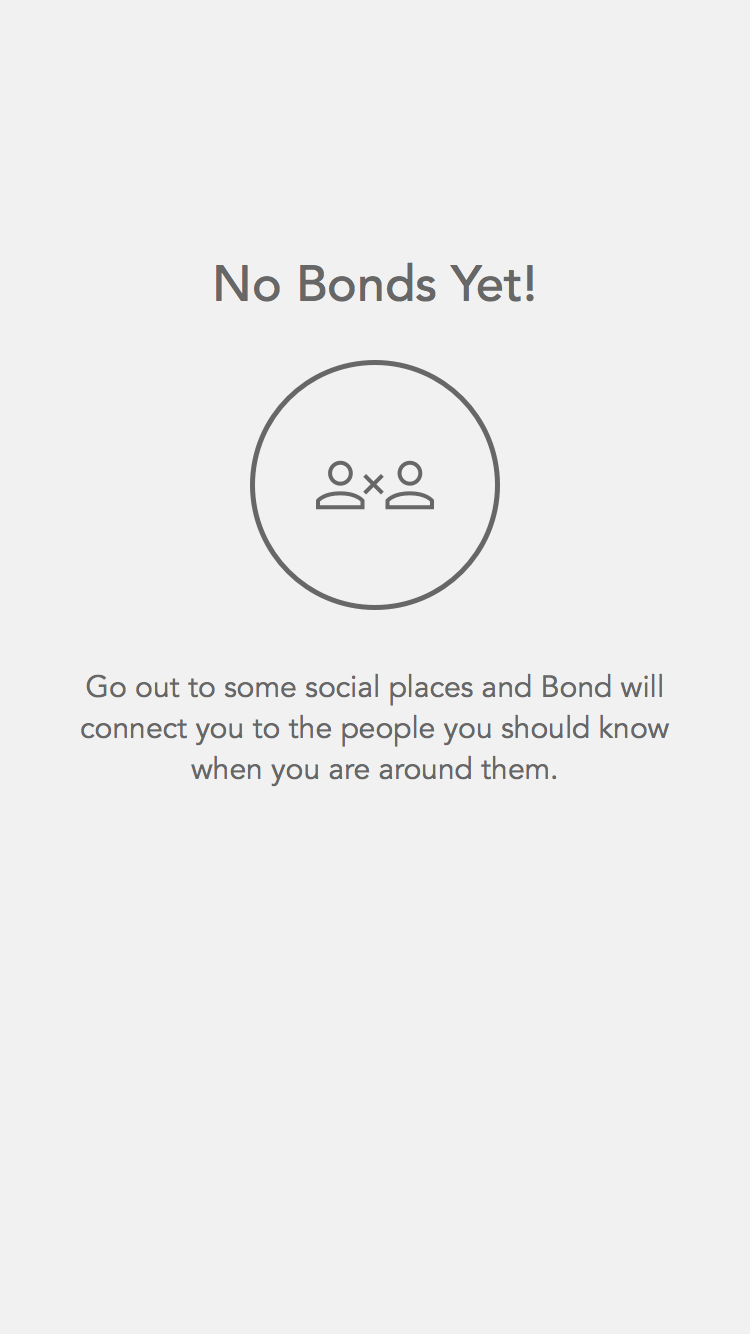 No Bonds Yet!
Go out to some social places and Bond will
connect you to the people you should know
when you are around them.